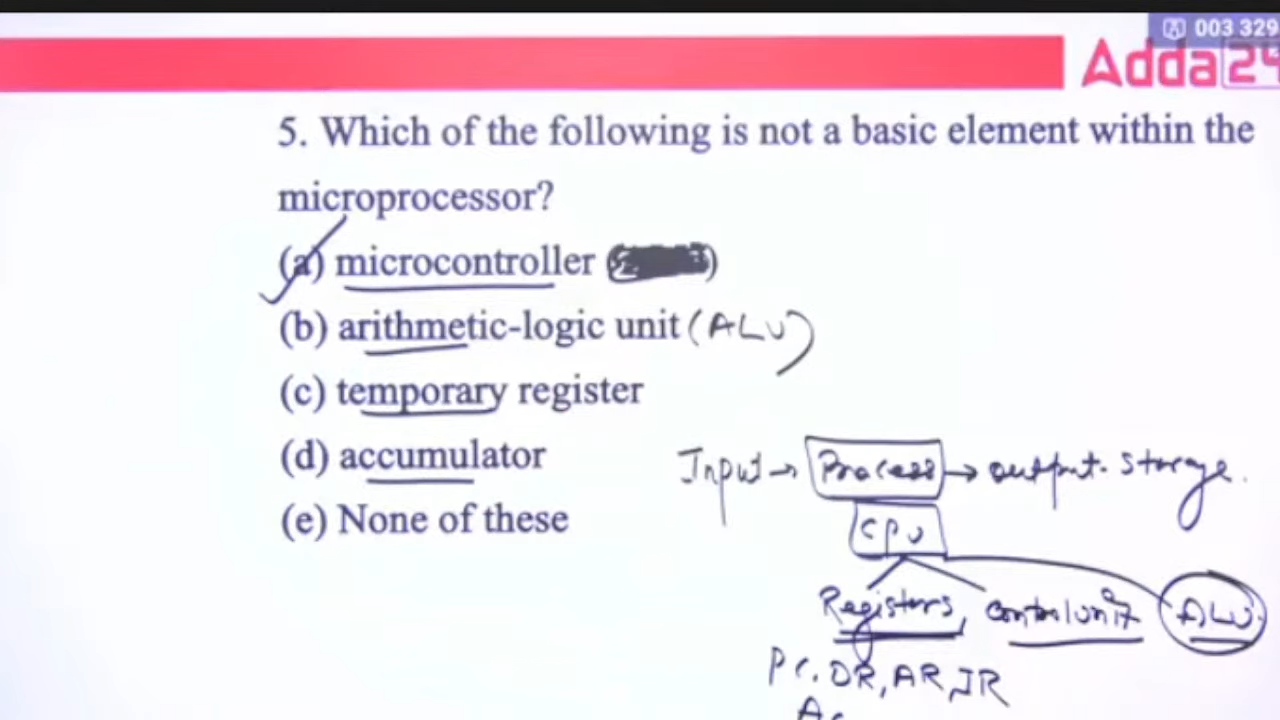 003 329
Adda24
5. Which of the following is not a basic element within the
microprocessor?
(a) microcontroller
(b) arithmetic-logic unit (ALU)
(c) temporary register
(d) accumulator
(e) None of these
Input → Process → output. Storage.
CPU
Registers, control unit ALU.
PC, DR, AR, IR
Ac